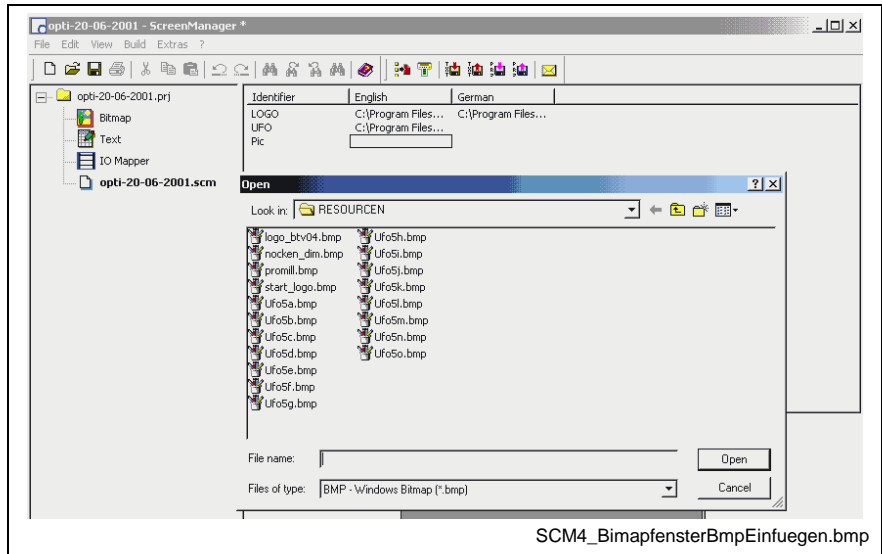 opti-20-06-2001 - ScreenManager *
File Edit View Build Extras ?
opti-20-06-2001.prj
Bitmap
Text
IO Mapper
opti-20-06-2001.scm
Identifier English German
LOGO C:\Program Files... C:\Program Files...
UFO C:\Program Files...
Pic
Open
Look in: RESOURCEN
logo_btv04.bmp Ufo5h.bmp
nocken_dim.bmp Ufo5i.bmp
promill.bmp Ufo5j.bmp
start_logo.bmp Ufo5k.bmp
Ufo5a.bmp Ufo5l.bmp
Ufo5b.bmp Ufo5m.bmp
Ufo5c.bmp Ufo5n.bmp
Ufo5d.bmp Ufo5o.bmp
Ufo5e.bmp
Ufo5f.bmp
Ufo5g.bmp
File name: Open
Files of type: BMP - Windows Bitmap (*.bmp) Cancel
SCM4_BimapfensterBmpEinfuegen.bmp